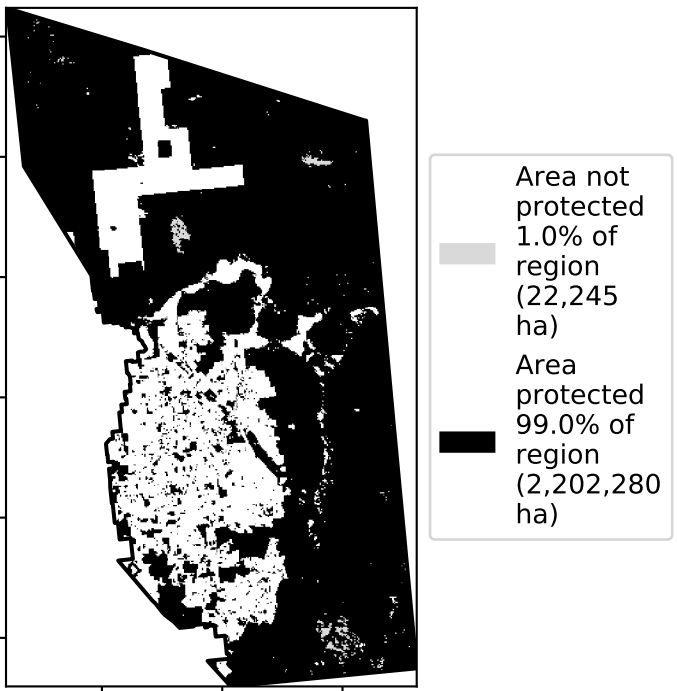 Area not
protected
1.0% of
region
(22,245
ha)
Area
protected
99.0% of
region
(2,202,280
ha)